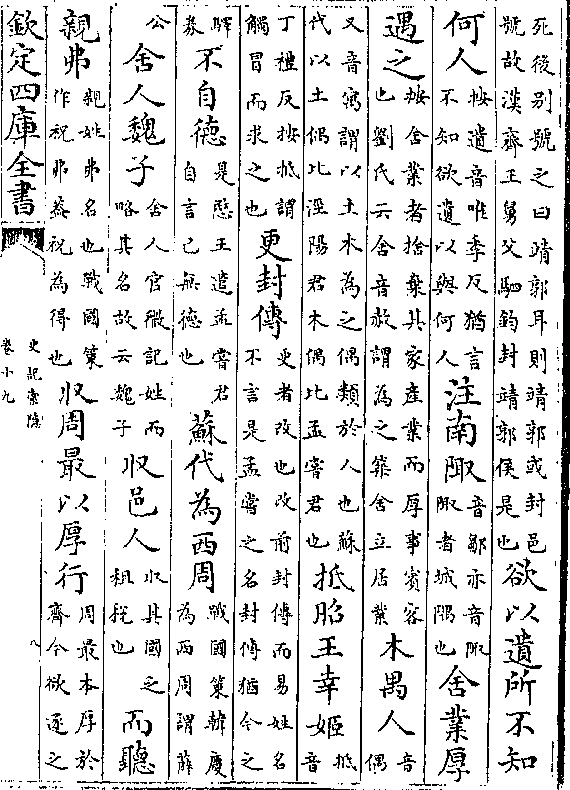 死後别號之曰靖郭耳則靖郭或封邑
號故漢齊王舅父駟鈞封靖郭侯是也
欲以遺所不知
何人
按遺音唯季反猶言
不知欲遺以與何人
注南陬
音鄒亦音陬
陬者城隅也
舍業厚
遇之
按舍業者捨棄其家産業而厚事賓客
也劉氏云舍音赦謂為之築舍立居業
木禺人
音
偶
又音寓謂以土木為之偶類於人也蘇
代以土偶比涇陽君木偶比孟嘗君也
抵昭王幸姬
抵
音
丁禮反按抵謂
觸冒而求之也
更封傳
更者改也改前封傳而易姓名
不言是孟嘗之名封傳猶今之
驛
劵
不自德
是愍王遣孟嘗君
自言己無德也
蘇代為西周
戰國策韓慶
為西周謂薛
公
舍人魏子
舍人官微記姓而
略其名故云魏子
收邑人
收其國之
租稅也
而聽
親弗
親姓弗名也戰國策
作祝弗蓋祝為得也
收周最以厚行
周最本厚於
齊今欲逐之
欽定四庫全書
史記索隱
卷十九
八